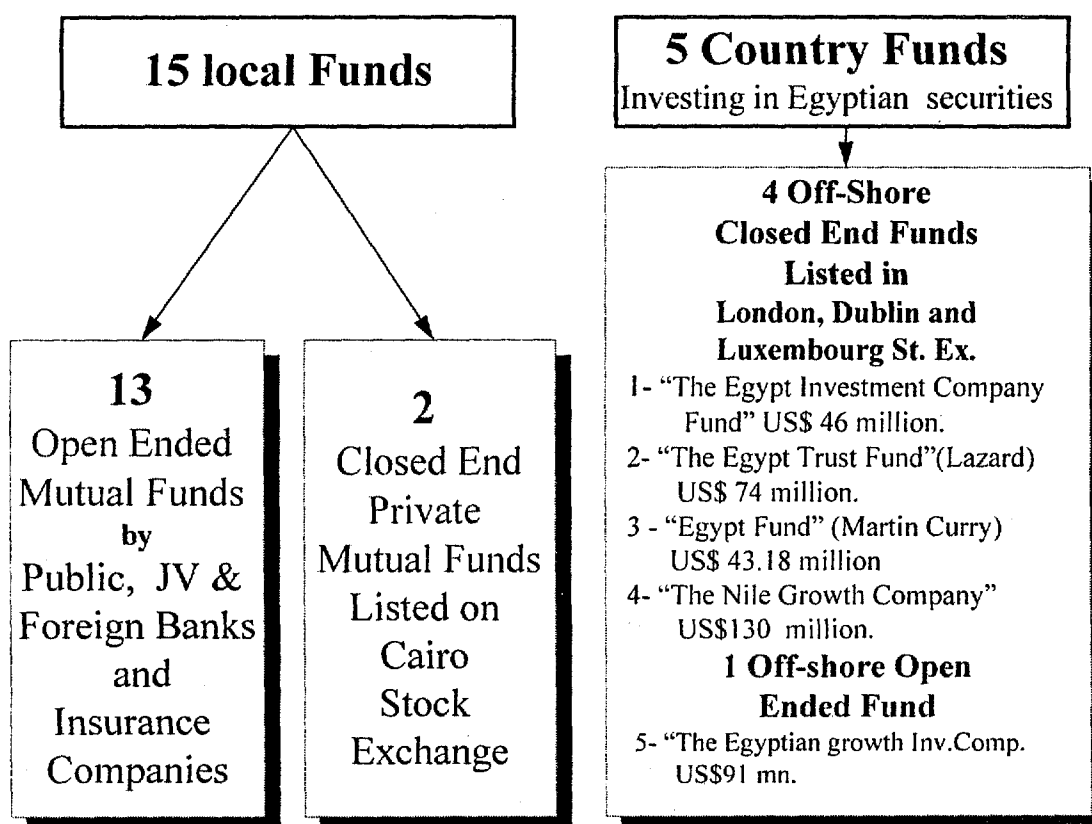 15 local Funds
5 Country Funds
Investing in Egyptian securities
13
Open Ended
Mutual Funds
by
Public, JV &
Foreign Banks
and
Insurance
Companies
2
Closed End
Private
Mutual Funds
Listed on
Cairo
Stock
Exchange
4 Off-Shore
Closed End Funds
Listed in
London, Dublin and
Luxembourg St. Ex.
1- “The Egypt Investment Company
Fund” US$ 46 million.
2- “The Egypt Trust Fund”(Lazard)
US$ 74 million.
3 - “Egypt Fund” (Martin Curry)
US$ 43.18 million
4- “The Nile Growth Company”
US$130 million.
1 Off-shore Open
Ended Fund
5- “The Egyptian growth Inv.Comp.
US$91 mn.